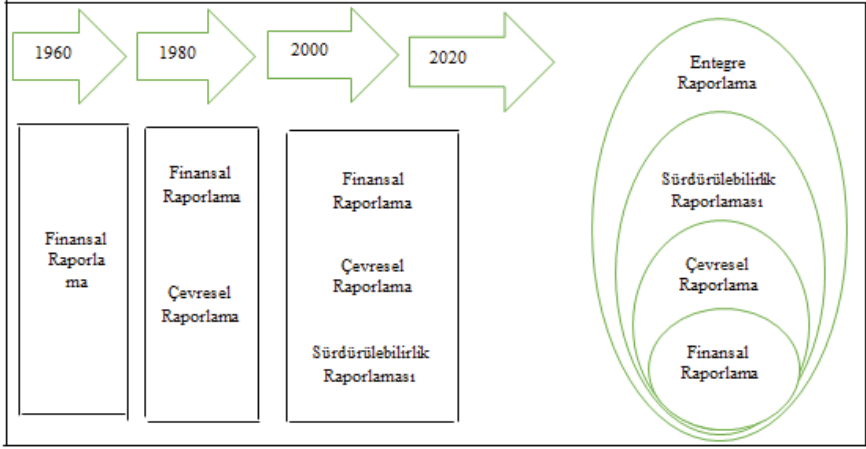 1960
1980
2000
2020
Finansal
Raporla
ma
Finansal
Raporlama
Çevresel
Raporlama
Finansal
Raporlama
Çevresel
Raporlama
Sürdürülebilirlik
Raporlaması
Entegre
Raporlama
Sürdürülebilirlik
Raporlaması
Çevresel
Raporlama
Finansal
Raporlama